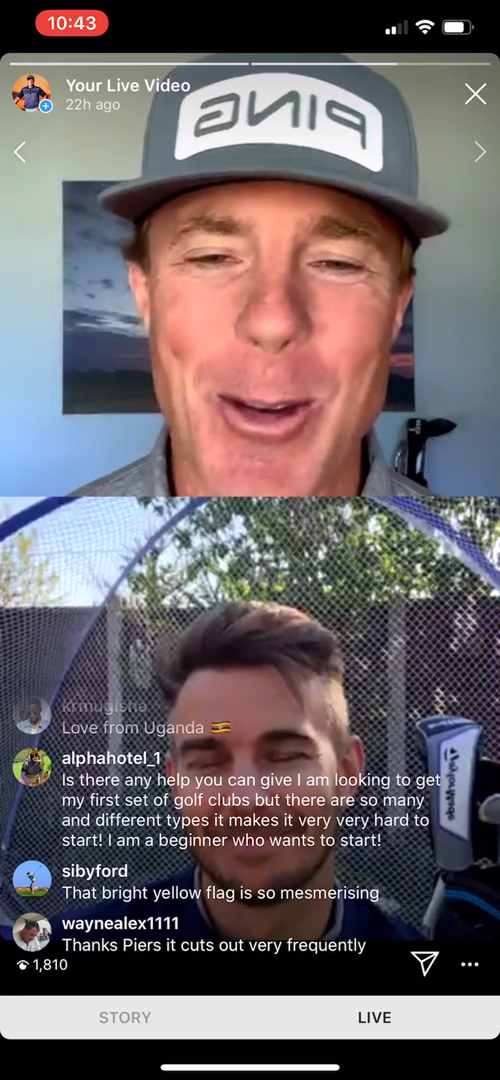 10:43
Your Live Video
22h ago
PING
krmugisha
Love from Uganda 🇺🇬
alphahotel_1
Is there any help you can give I am looking to get
my first set of golf clubs but there are so many
and different types it makes it very very hard to
start! I am a beginner who wants to start!
TaylorMade
sibyford
That bright yellow flag is so mesmerising
waynealex1111
Thanks Piers it cuts out very frequently
1,810
STORY
LIVE